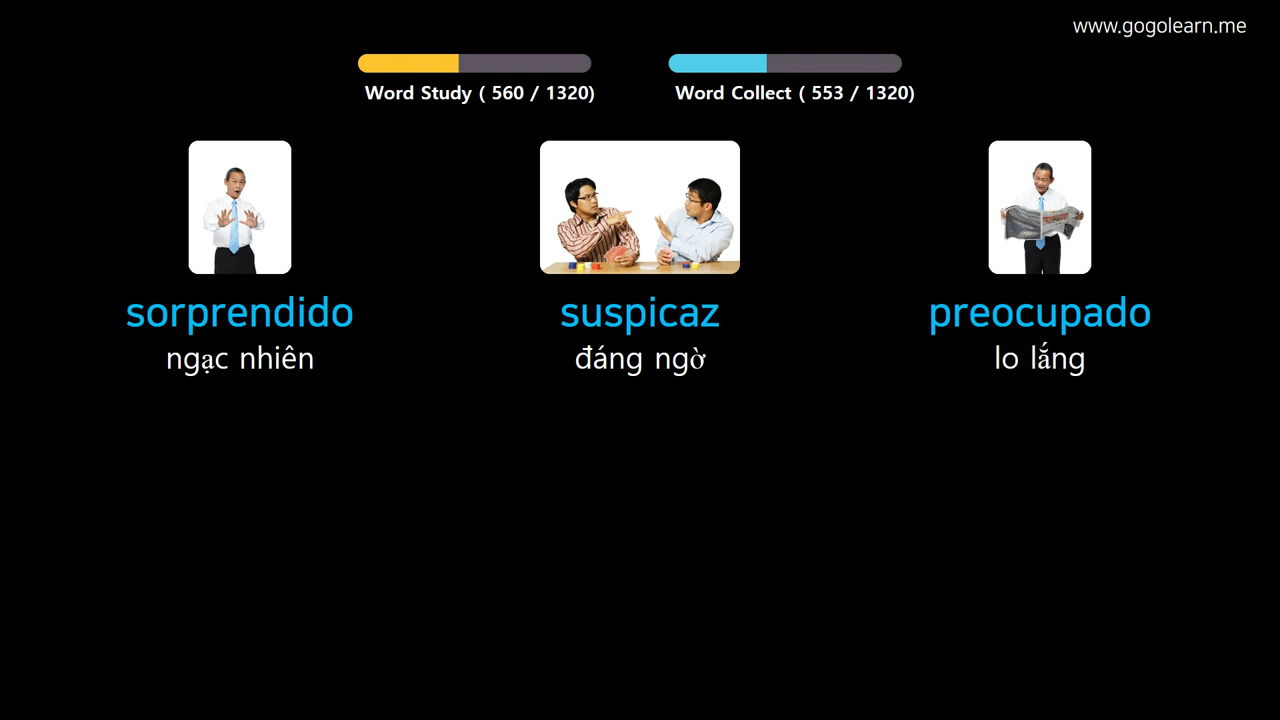 www.gogolearn.me
Word Study ( 560 / 1320)
Word Collect ( 553 / 1320)
sorprendido
suspicaz
preocupado
ngạc nhiên
đáng ngờ
lo lắng